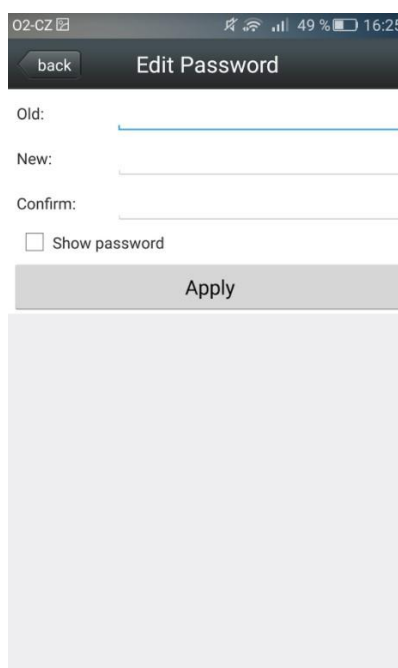 O2-CZ 49 % 16:25
back Edit Password
Old:
New:
Confirm:
Show password
Apply